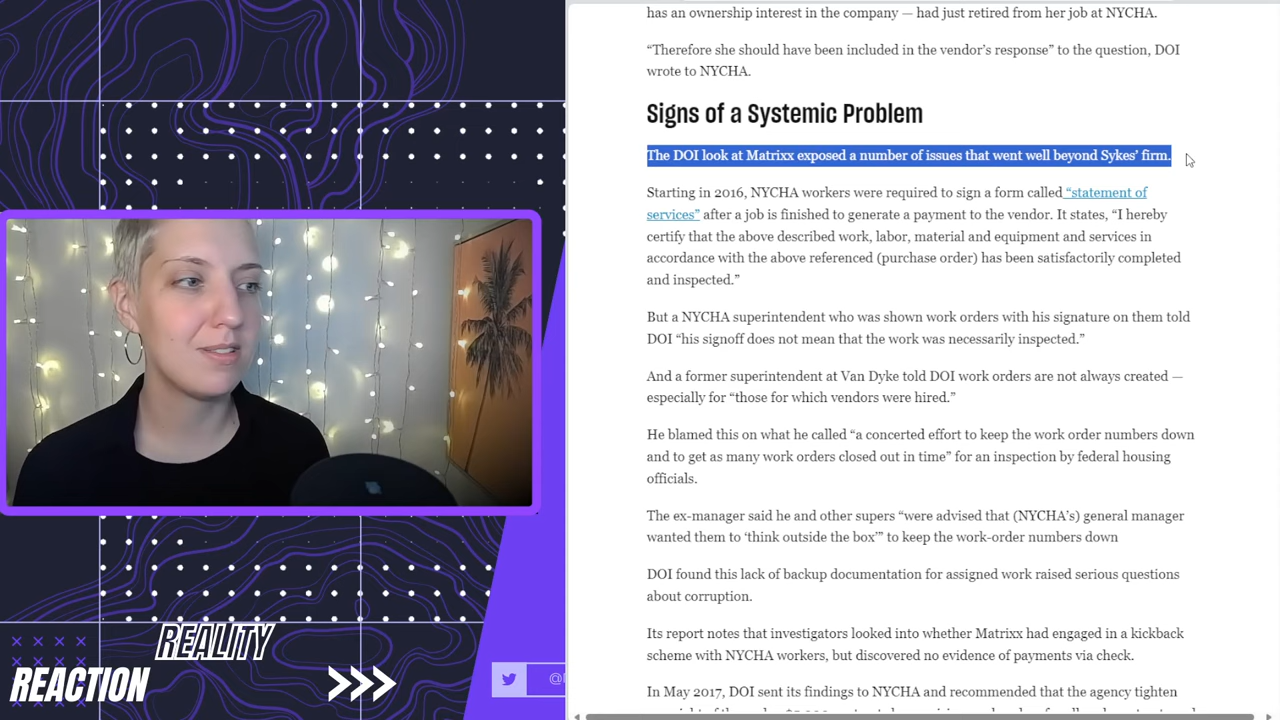 has an ownership interest in the company — had just retired from her job at NYCHA.
“Therefore she should have been included in the vendor’s response” to the question, DOI
wrote to NYCHA.
Signs of a Systemic Problem
The DOI look at Matrixx exposed a number of issues that went well beyond Sykes’ firm.
Starting in 2016, NYCHA workers were required to sign a form called “statement of
services” after a job is finished to generate a payment to the vendor. It states, “I hereby
certify that the above described work, labor, material and equipment and services in
accordance with the above referenced (purchase order) has been satisfactorily completed
and inspected.”
But a NYCHA superintendent who was shown work orders with his signature on them told
DOI “his signoff does not mean that the work was necessarily inspected.”
And a former superintendent at Van Dyke told DOI work orders are not always created —
especially for “those for which vendors were hired.”
He blamed this on what he called “a concerted effort to keep the work order numbers down
and to get as many work orders closed out in time” for an inspection by federal housing
officials.
The ex-manager said he and other supers “were advised that (NYCHA’s) general manager
wanted them to ‘think outside the box’” to keep the work-order numbers down
DOI found this lack of backup documentation for assigned work raised serious questions
about corruption.
Its report notes that investigators looked into whether Matrixx had engaged in a kickback
scheme with NYCHA workers, but discovered no evidence of payments via check.
In May 2017, DOI sent its findings to NYCHA and recommended that the agency tighten
REALITY
REACTION